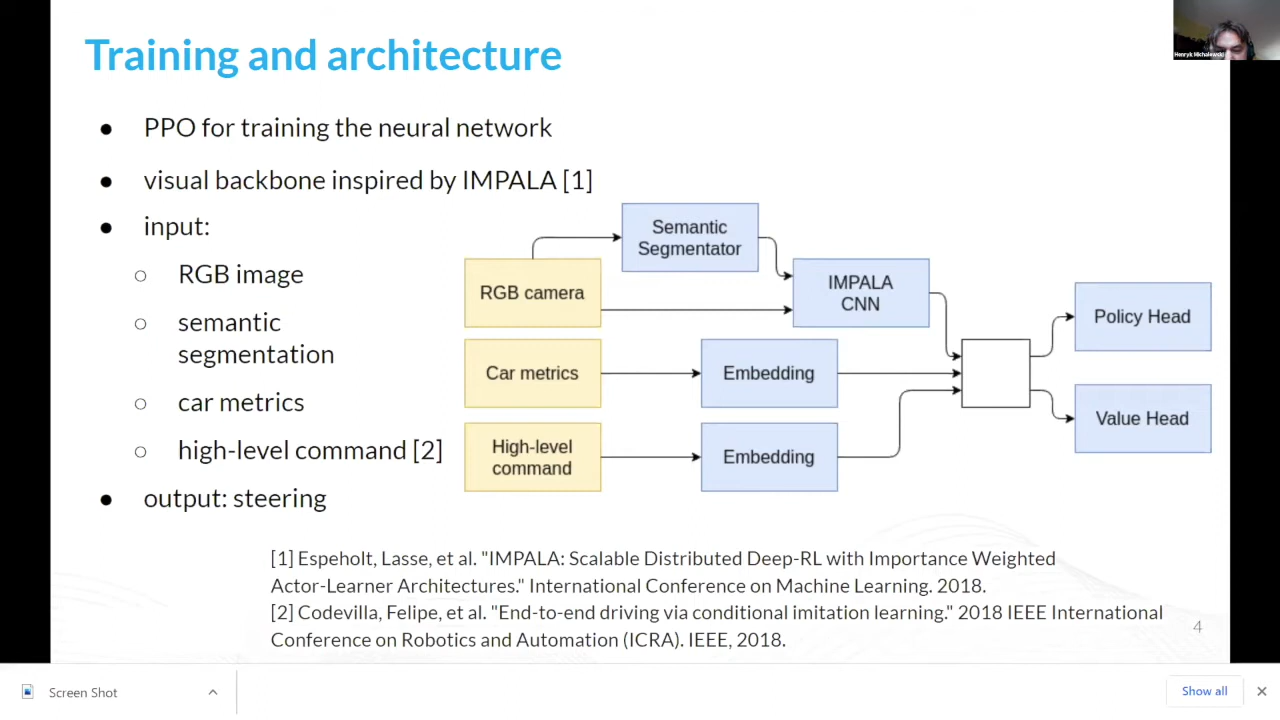 Training and architecture
Henryk Michalewski
● PPO for training the neural network
● visual backbone inspired by IMPALA [1]
● input:
○ RGB image
○ semantic
segmentation
○ car metrics
○ high-level command [2]
● output: steering
Semantic
Segmentator
RGB camera
IMPALA
CNN
Policy Head
Car metrics
Embedding
Value Head
High-level
command
Embedding
[1] Espeholt, Lasse, et al. "IMPALA: Scalable Distributed Deep-RL with Importance Weighted
Actor-Learner Architectures." International Conference on Machine Learning. 2018.
[2] Codevilla, Felipe, et al. "End-to-end driving via conditional imitation learning." 2018 IEEE International
Conference on Robotics and Automation (ICRA). IEEE, 2018.
4
Screen Shot
Show all